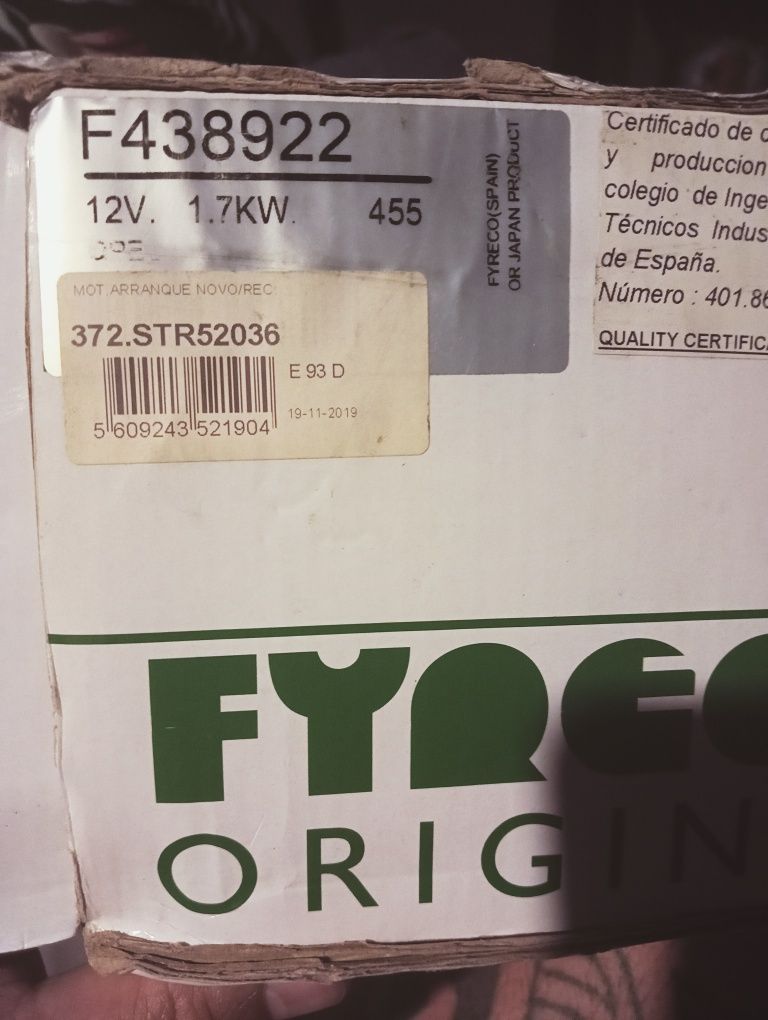 F438922
12V. 1.7KW. 455
FYRECO(SPAIN)
OR JAPAN PRODUCT
MOT.ARRANQUE NOVO/REC.
372.STR52036
E 93 D
19-11-2019
5 609243 521904
Certificado de
y produccion
colegio de Inge
Técnicos Indus
de España.
Número : 401.86
QUALITY CERTIFICA
FYREC
ORIGIN